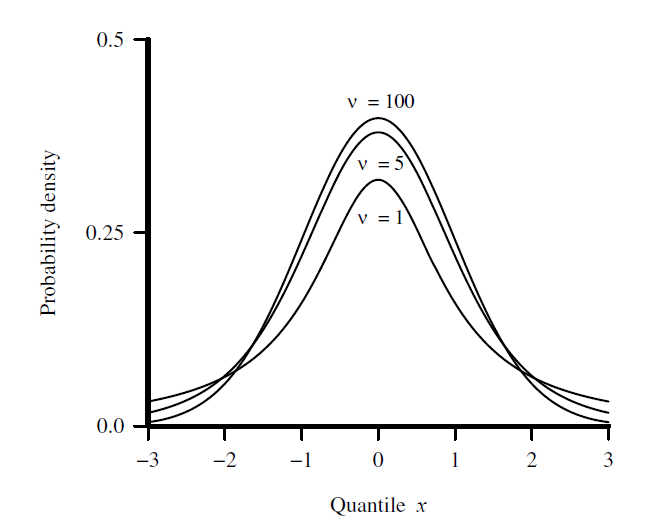 0.5
ν = 100
ν = 5
ν = 1
0.25
0.0
Probability density
−3 −2 −1 0 1 2 3
Quantile x